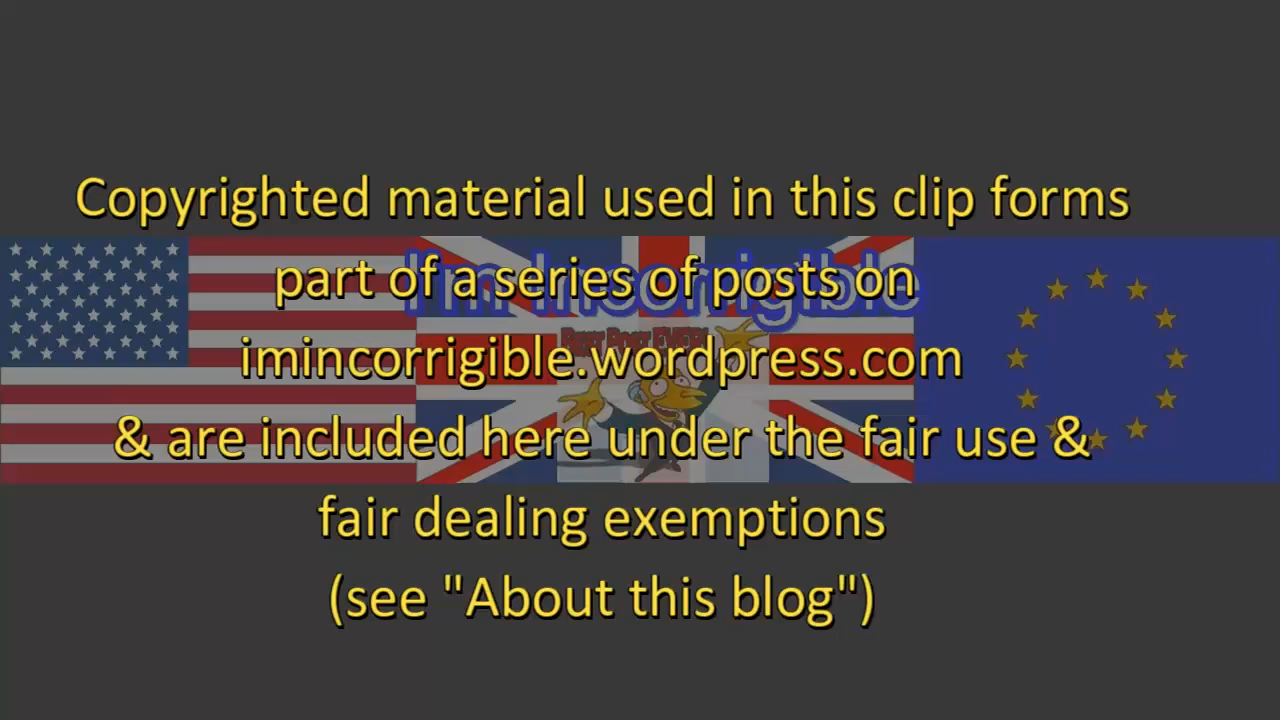 Copyrighted material used in this clip forms
part of a series of posts on
I'm Incorrigible
imincorrigible.wordpress.com
& are included here under the fair use &
fair dealing exemptions
(see "About this blog")